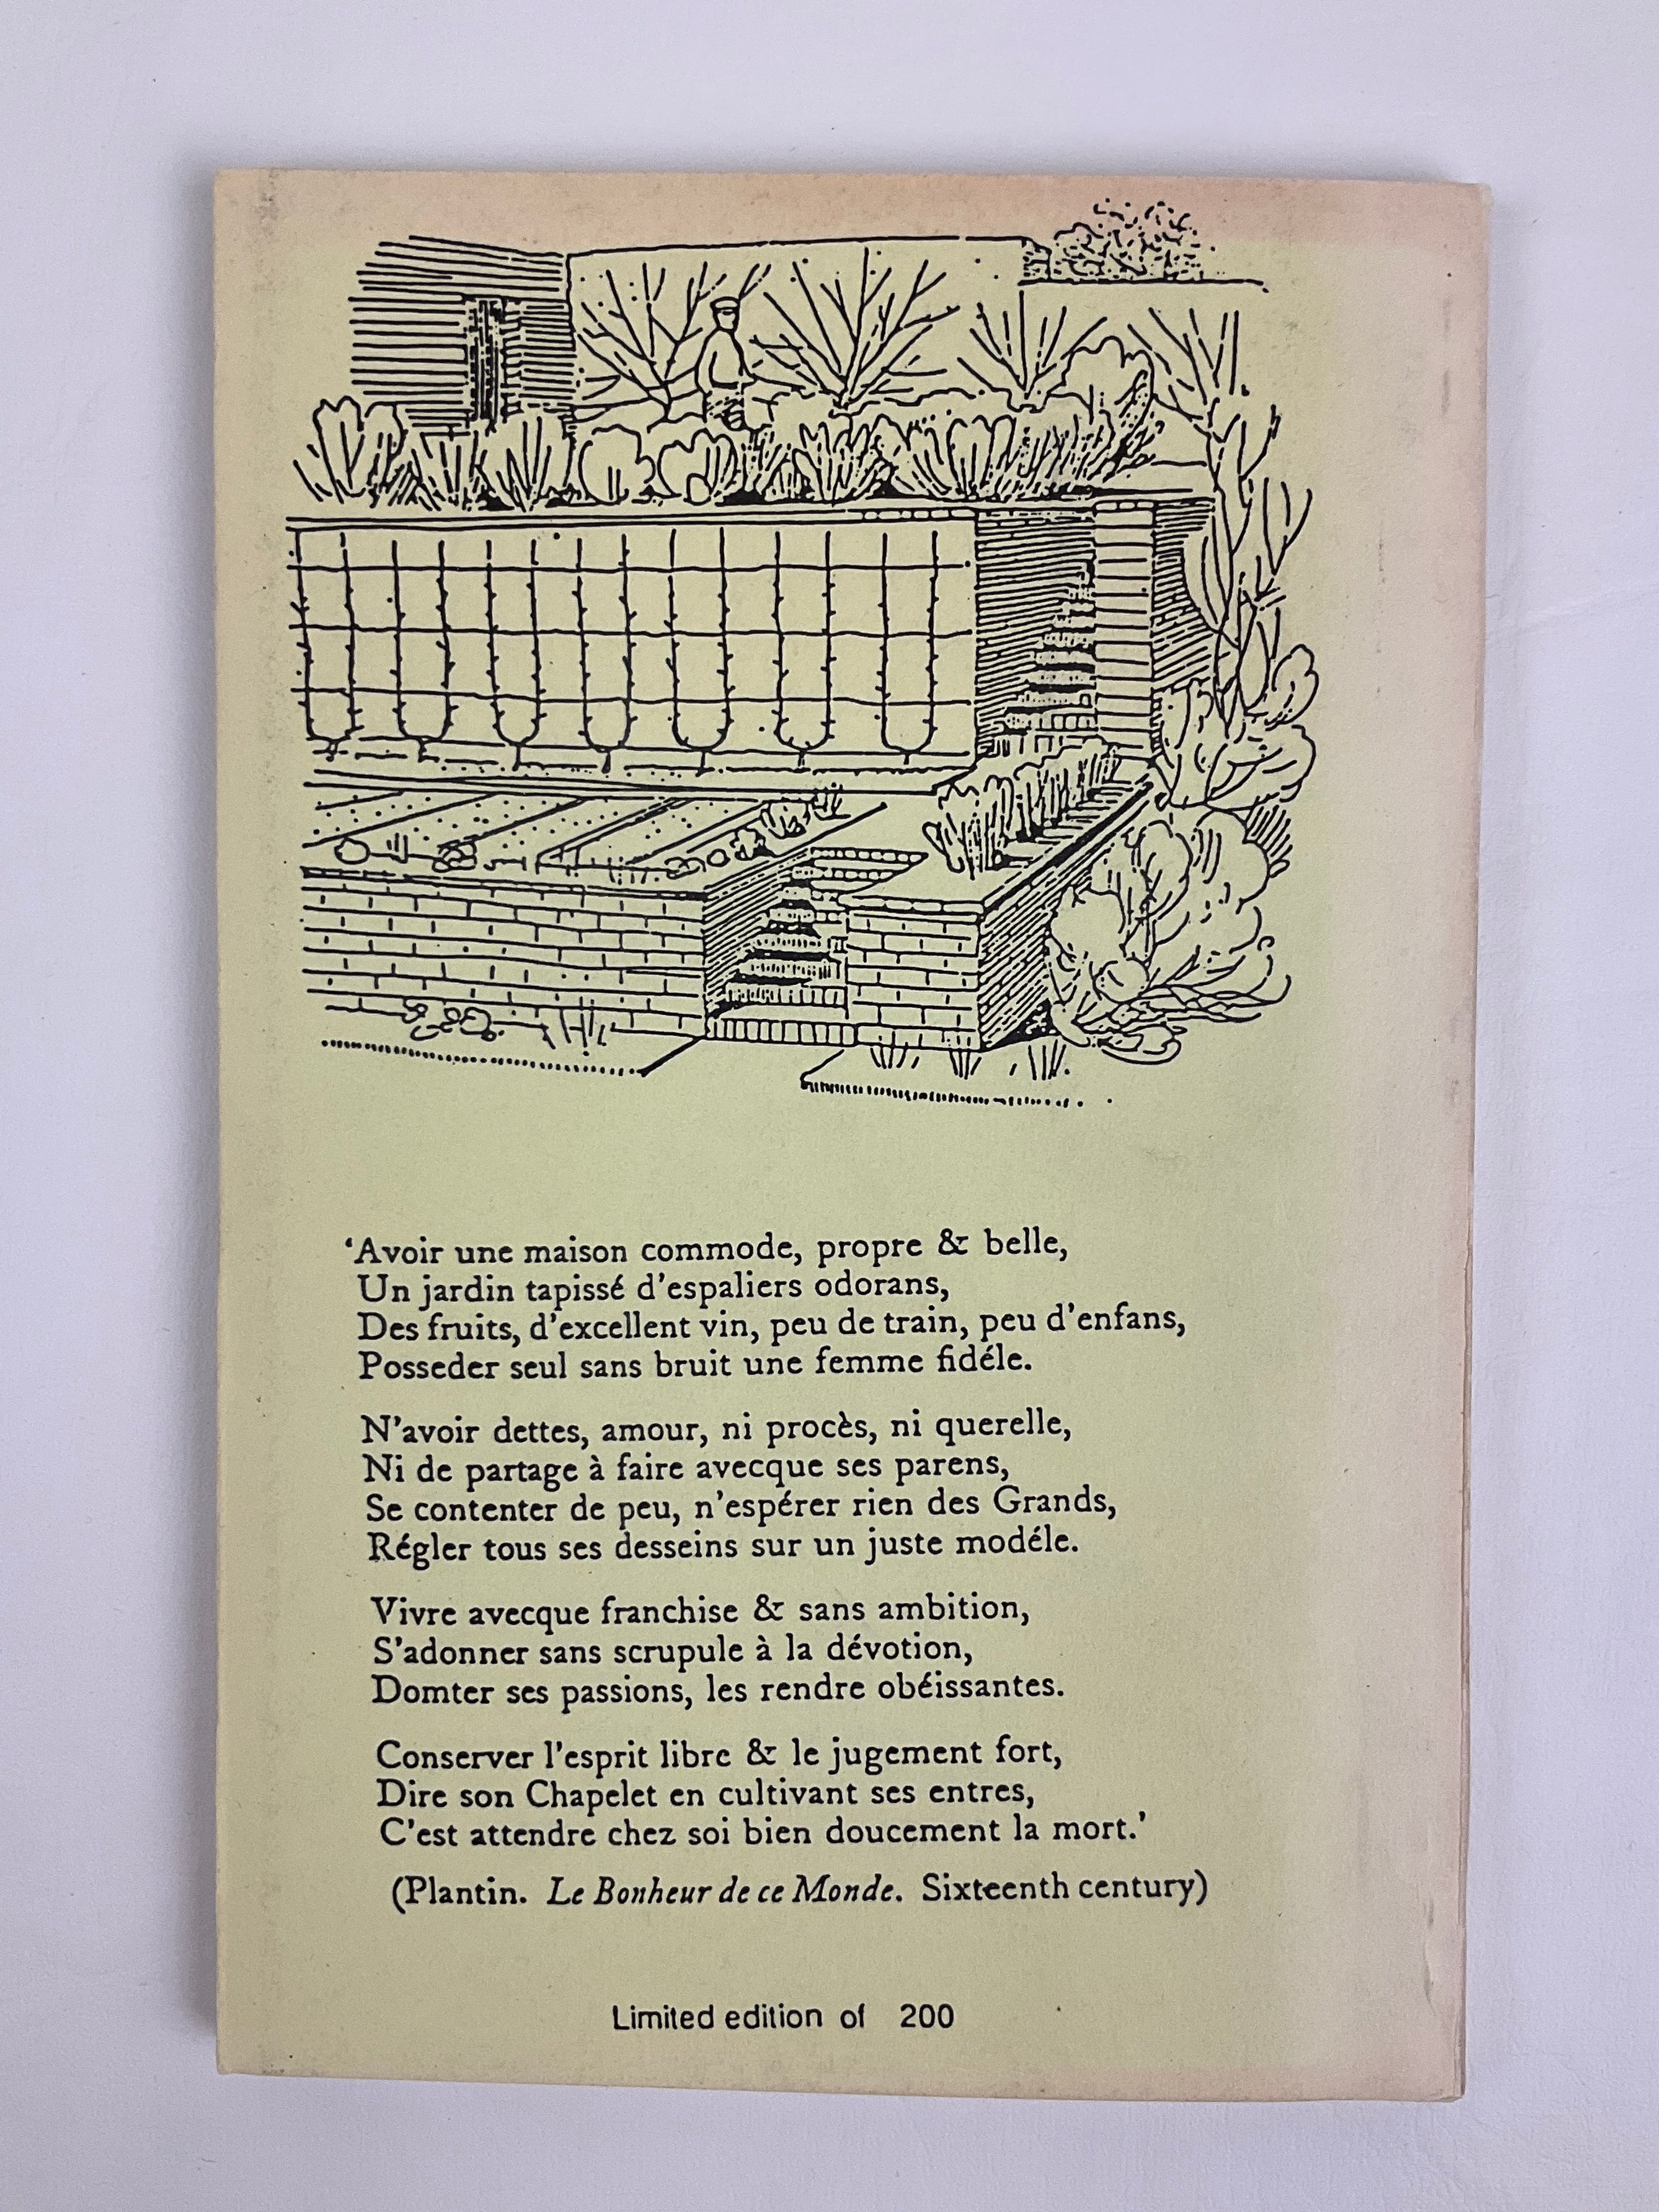 ‘Avoir une maison commode, propre & belle,
Un jardin tapissé d’espaliers odorans,
Des fruits, d’excellent vin, peu de train, peu d’enfans,
Posseder seul sans bruit une femme fidéle.
N’avoir dettes, amour, ni procès, ni querelle,
Ni de partage à faire avecque ses parens,
Se contenter de peu, n’espérer rien des Grands,
Régler tous ses desseins sur un juste modéle.
Vivre avecque franchise & sans ambition,
S’adonner sans scrupule à la dévotion,
Domter ses passions, les rendre obéissantes.
Conserver l’esprit libre & le jugement fort,
Dire son Chapelet en cultivant ses entres,
C’est attendre chez soi bien doucement la mort.’
(Plantin. Le Bonheur de ce Monde. Sixteenth century)
Limited edition of 200